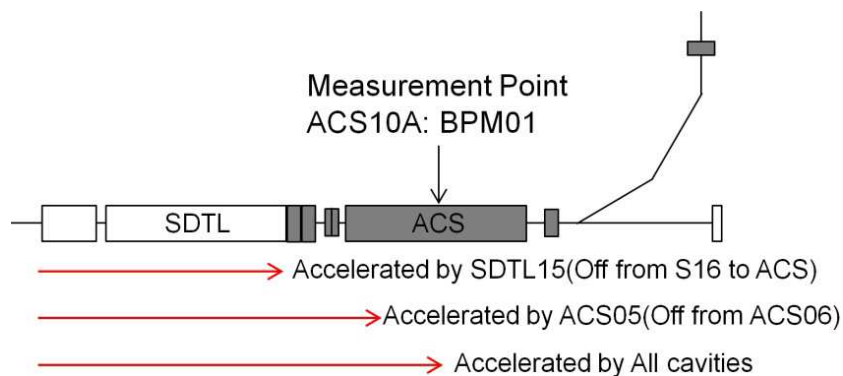 Measurement Point
ACS10A: BPM01
SDTL
ACS
Accelerated by SDTL15(Off from S16 to ACS)
Accelerated by ACS05(Off from ACS06)
Accelerated by All cavities